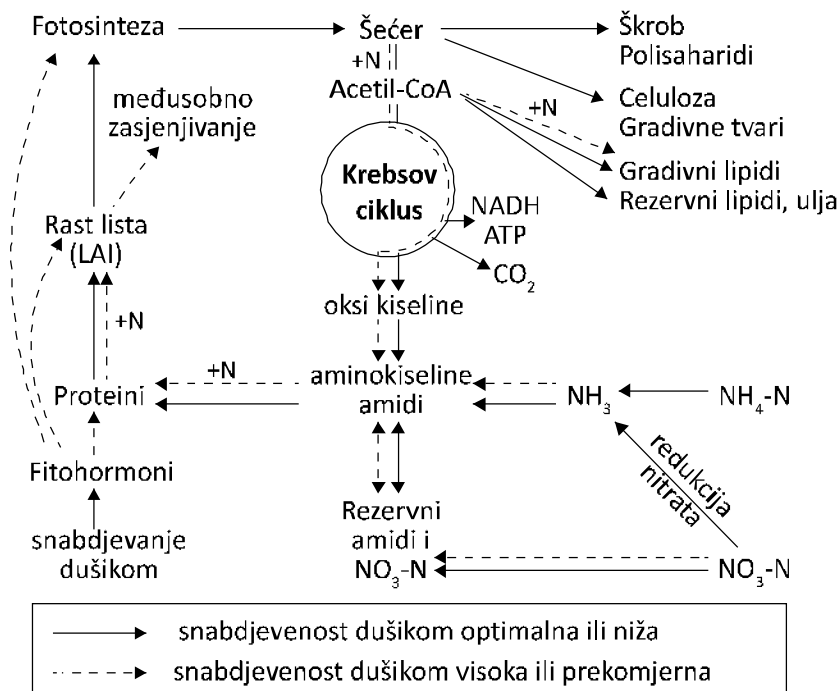 Fotosinteza
Šećer
Škrob
Polisaharidi
+N
Acetil-CoA
međusobno
zasjenjivanje
Celuloza
+N
Gradivne tvari
Gradivni lipidi
Krebsov
ciklus
NADH
ATP
Rezervni lipidi, ulja
Rast lista
(LAI)
CO₂
oksi kiseline
+N
+N
aminokiseline
amidi
Proteini
NH₃
NH₄-N
redukcija
nitrata
Fitohormoni
Rezervni
amidi i
NO₃-N
snabdjevanje
dušikom
NO₃-N
snabdjevenost dušikom optimalna ili niža
snabdjevenost dušikom visoka ili prekomjerna